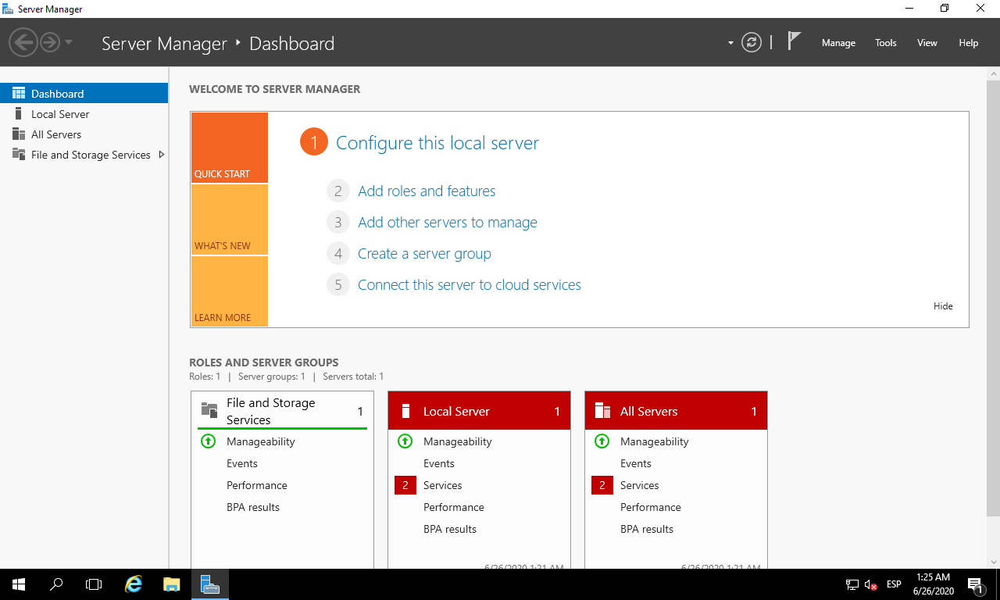 Server Manager
Server Manager ‣ Dashboard
Manage Tools View Help
Dashboard
Local Server
All Servers
File and Storage Services
WELCOME TO SERVER MANAGER
QUICK START
WHAT'S NEW
LEARN MORE
1 Configure this local server
2 Add roles and features
3 Add other servers to manage
4 Create a server group
5 Connect this server to cloud services
Hide
ROLES AND SERVER GROUPS
Roles: 1 | Server groups: 1 | Servers total: 1
File and Storage
Services
1
Manageability
Events
Performance
BPA results
Local Server 1
Manageability
Events
2 Services
Performance
BPA results
6/26/2020 1:21 AM
All Servers 1
Manageability
Events
2 Services
Performance
BPA results
6/26/2020 1:21 AM
ESP
1:25 AM
6/26/2020
1